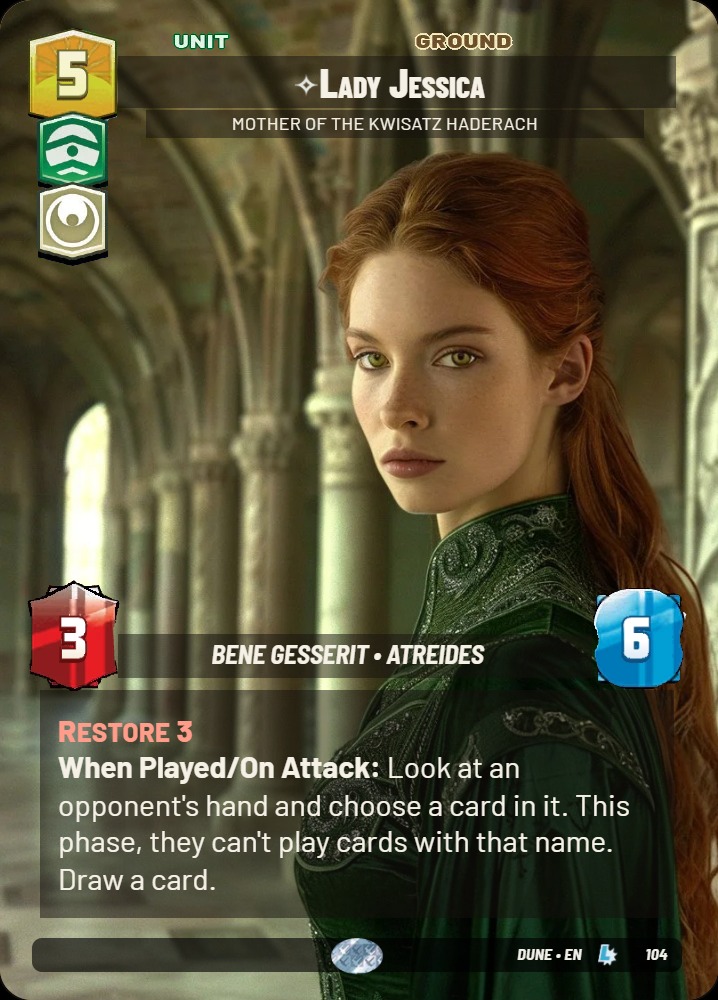 UNIT
GROUND
5
LADY JESSICA
MOTHER OF THE KWISATZ HADERACH
3
BENE GESSERIT • ATREIDES
6
RESTORE 3
When Played/On Attack: Look at an
opponent's hand and choose a card in it. This
phase, they can't play cards with that name.
Draw a card.
DUNE • EN
L
104